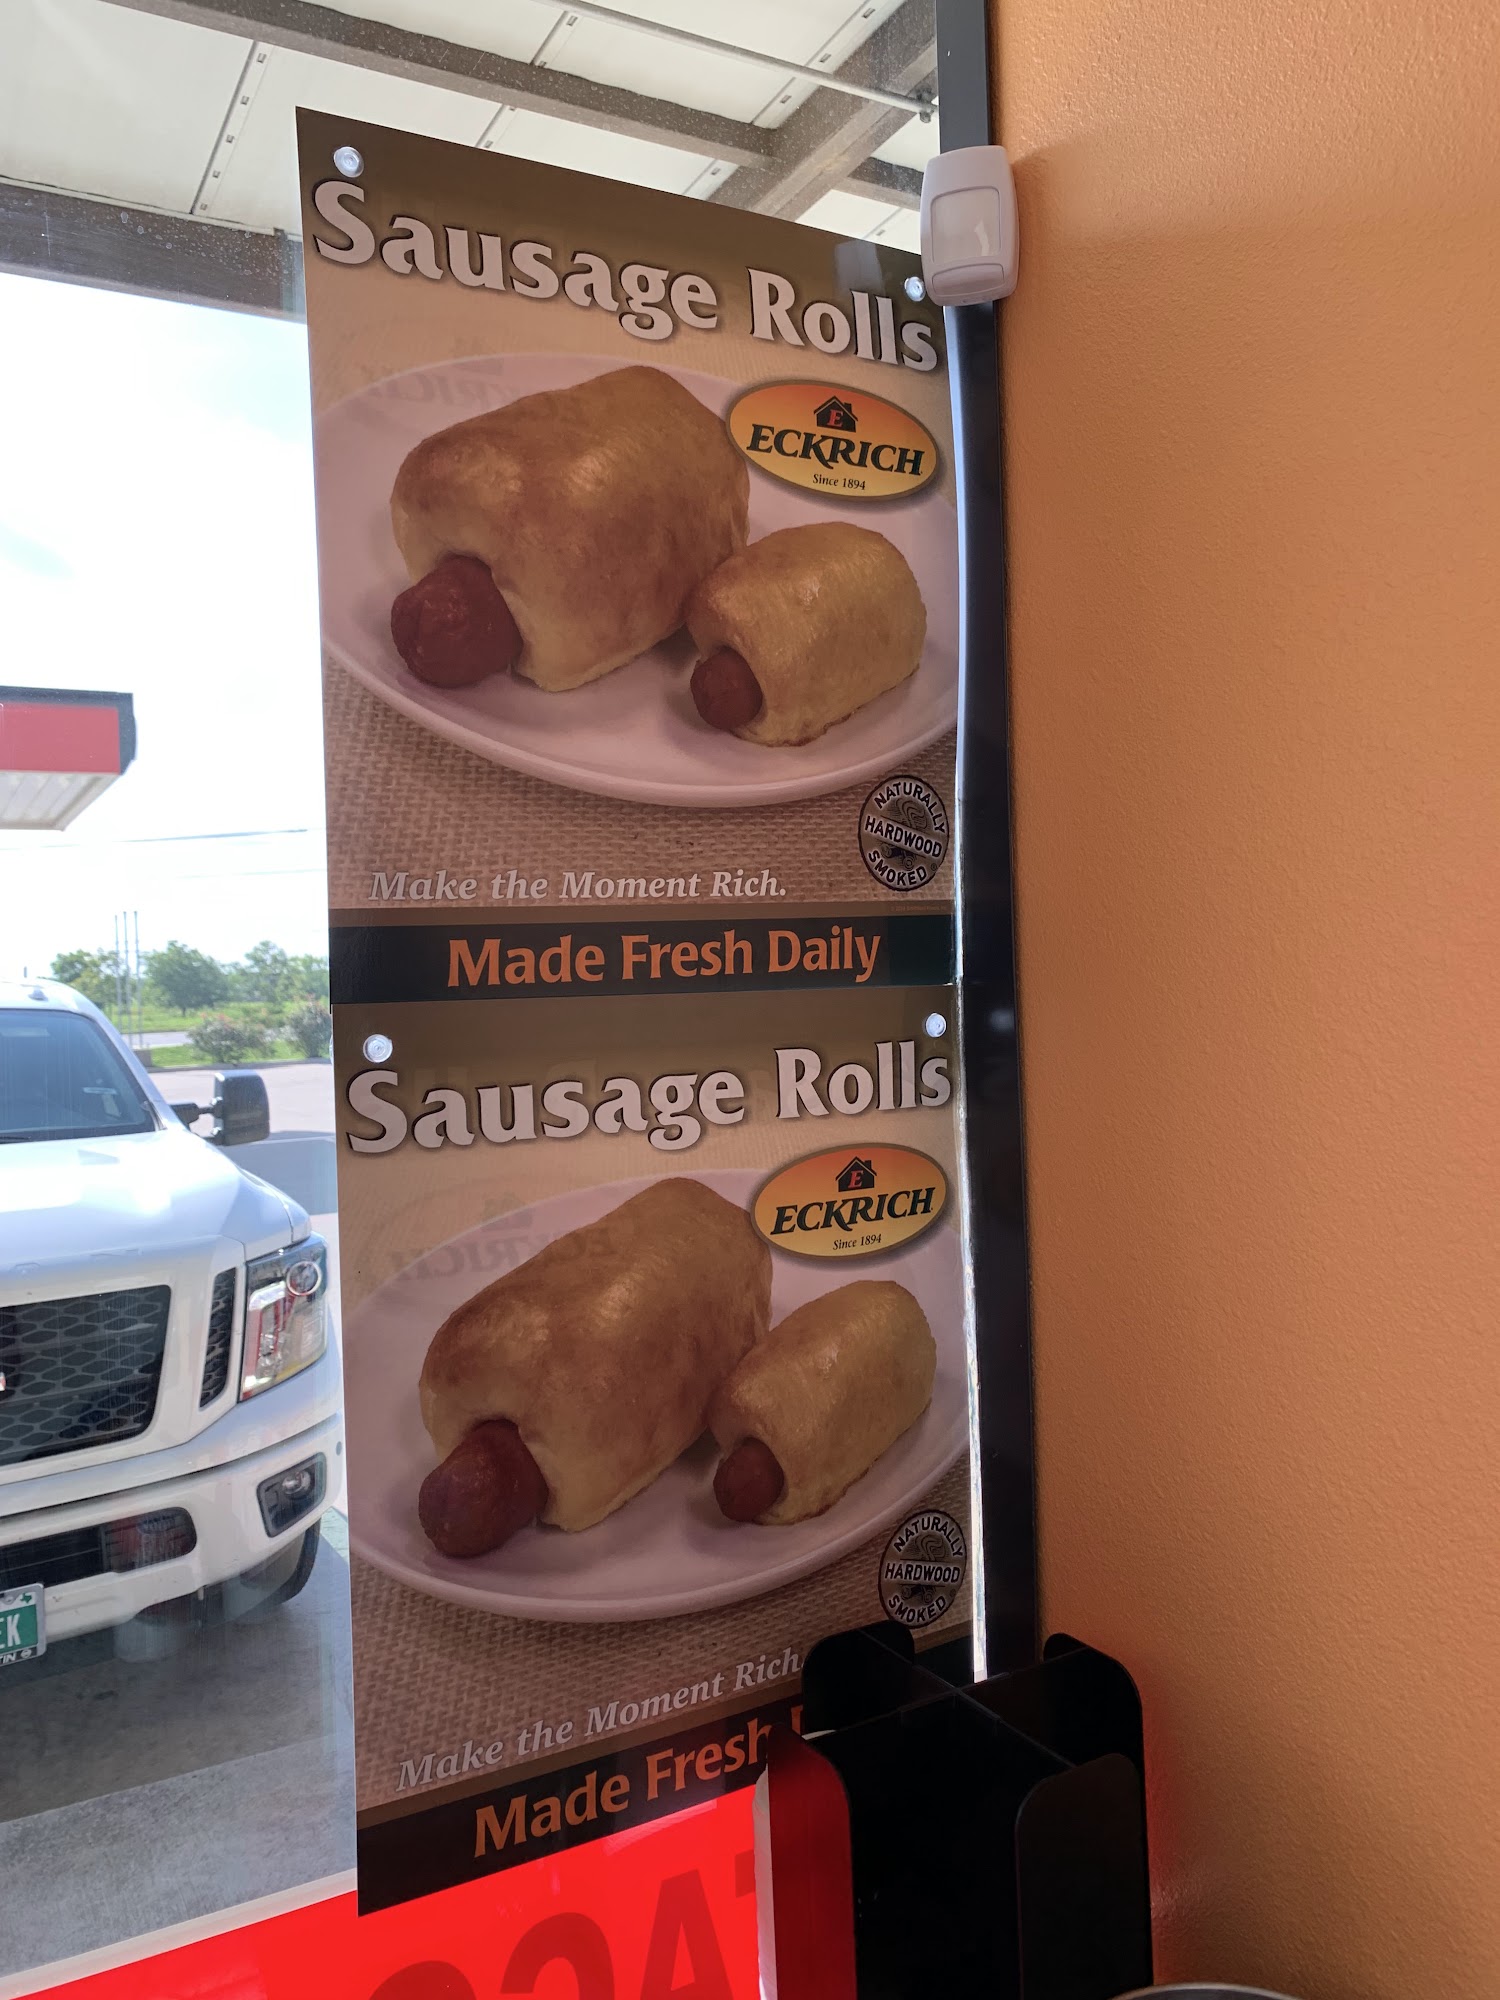 Sausage Rolls
E
ECKRICH
Since 1894
NATURALLY
HARDWOOD
SMOKED
Make the Moment Rich.
Made Fresh Daily
Sausage Rolls
E
ECKRICH
Since 1894
NATURALLY
HARDWOOD
SMOKED
Make the Moment Rich.
Made Fresh
EK